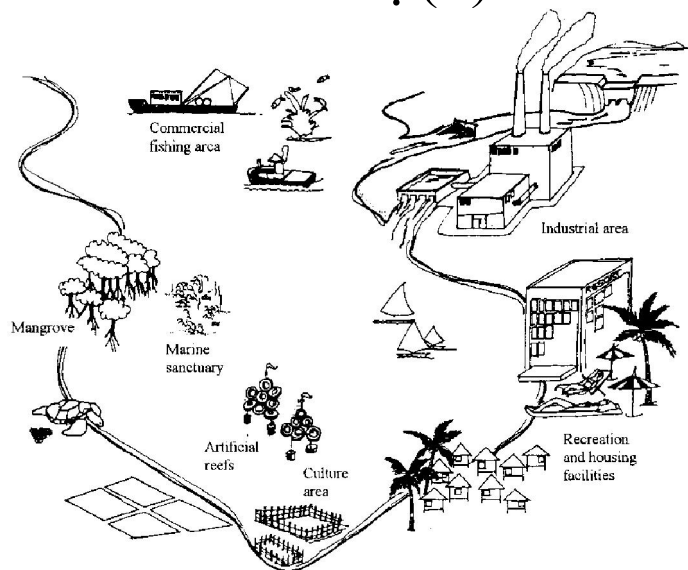 Commercial
fishing area
Industrial area
Mangrove
Marine
sanctuary
Artificial
reefs
Culture
area
Recreation
and housing
facilities